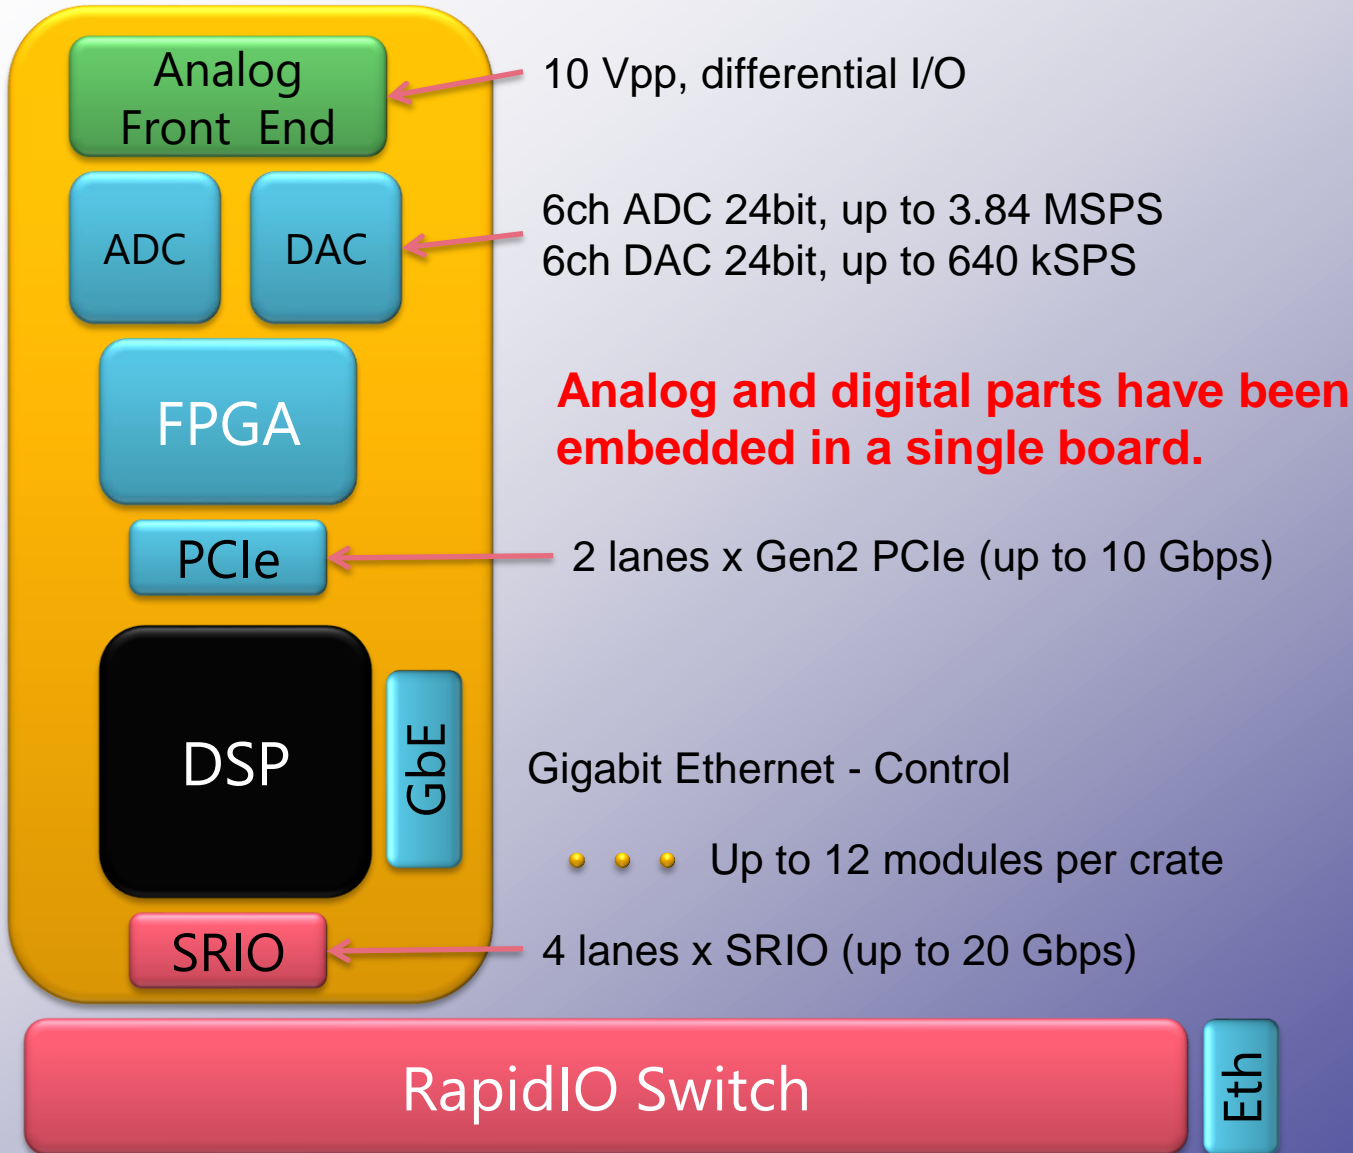 Analog
Front End
10 Vpp, differential I/O
ADC
DAC
6ch ADC 24bit, up to 3.84 MSPS
6ch DAC 24bit, up to 640 kSPS
FPGA
Analog and digital parts have been
embedded in a single board.
PCIe
2 lanes x Gen2 PCIe (up to 10 Gbps)
DSP
GbE
Gigabit Ethernet - Control
Up to 12 modules per crate
SRIO
4 lanes x SRIO (up to 20 Gbps)
RapidIO Switch
Eth